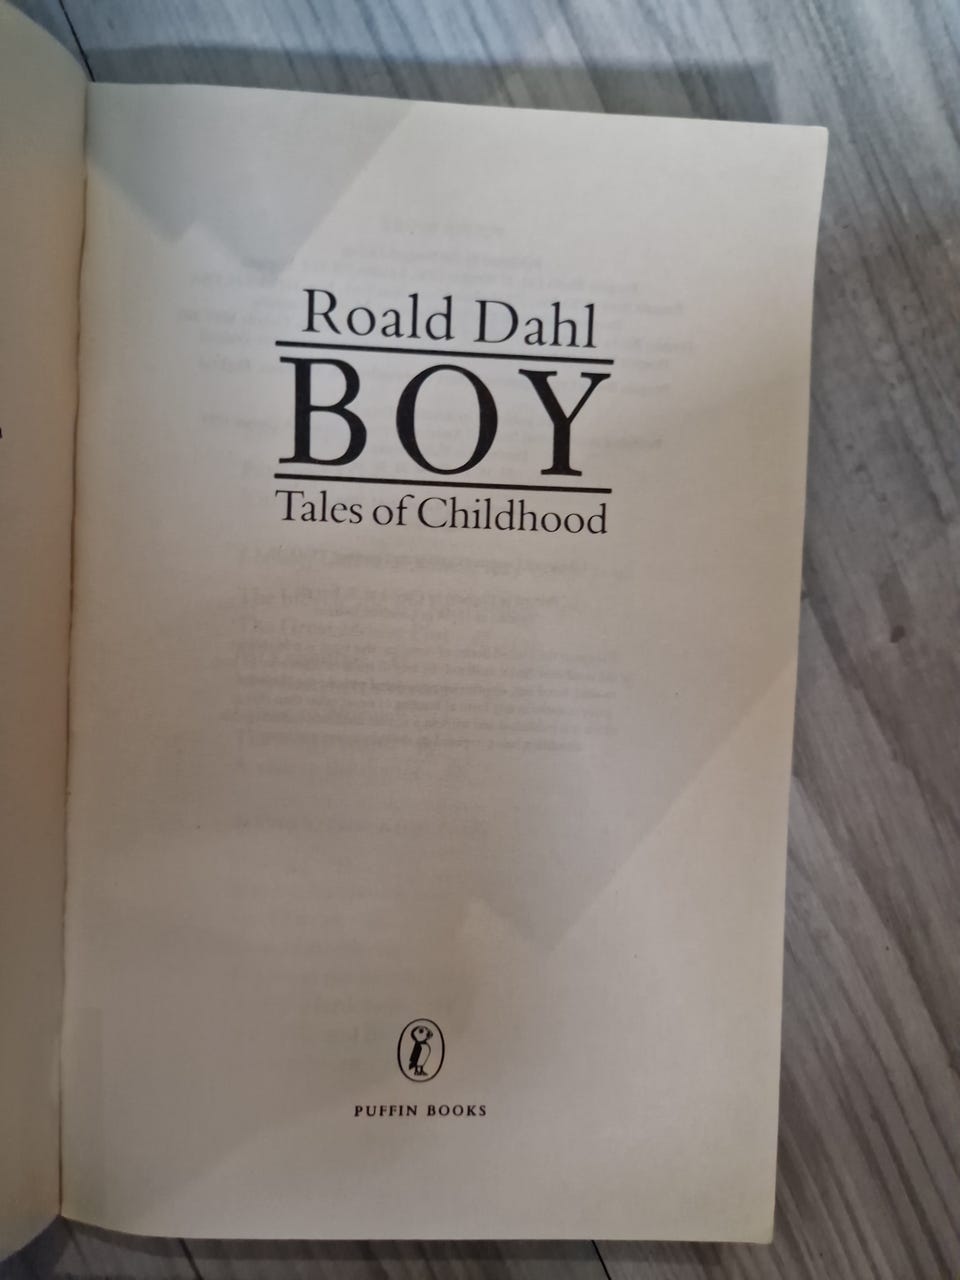 Roald Dahl
BOY
Tales of Childhood
PUFFIN BOOKS